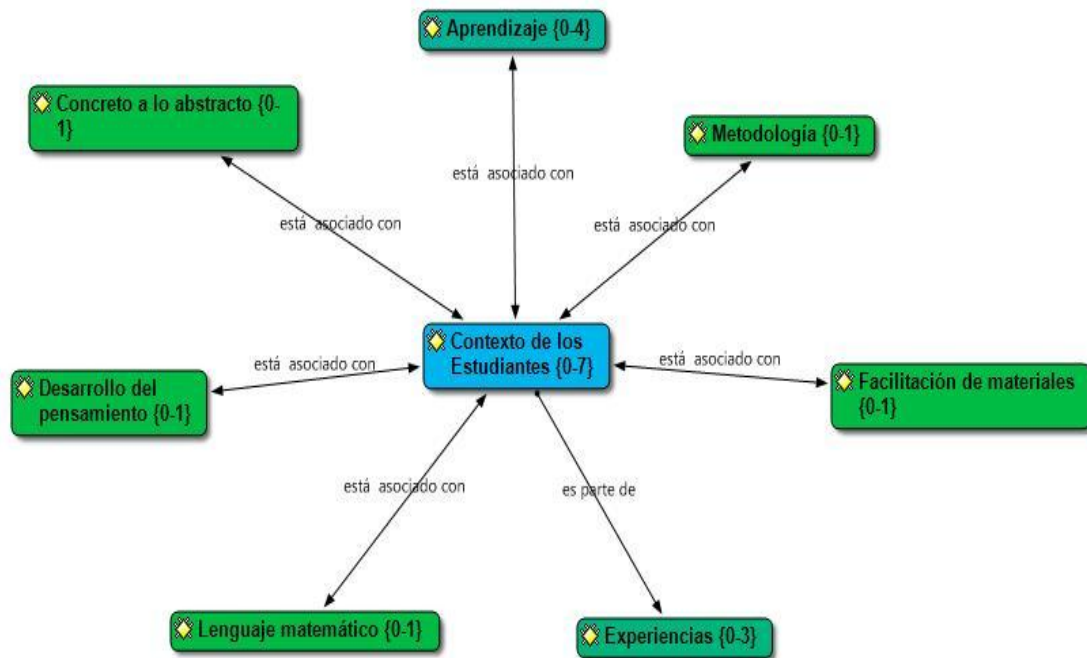 Aprendizaje {0-4}
Concreto a lo abstracto {0-
1}
Metodología {0-1}
está asociado con
está asociado con
está asociado con
Contexto de los
Estudiantes {0-7}
está asociado con
está asociado con
Desarrollo del
pensamiento {0-1}
Facilitación de materiales
{0-1}
está asociado con
es parte de
Lenguaje matemático {0-1}
Experiencias {0-3}